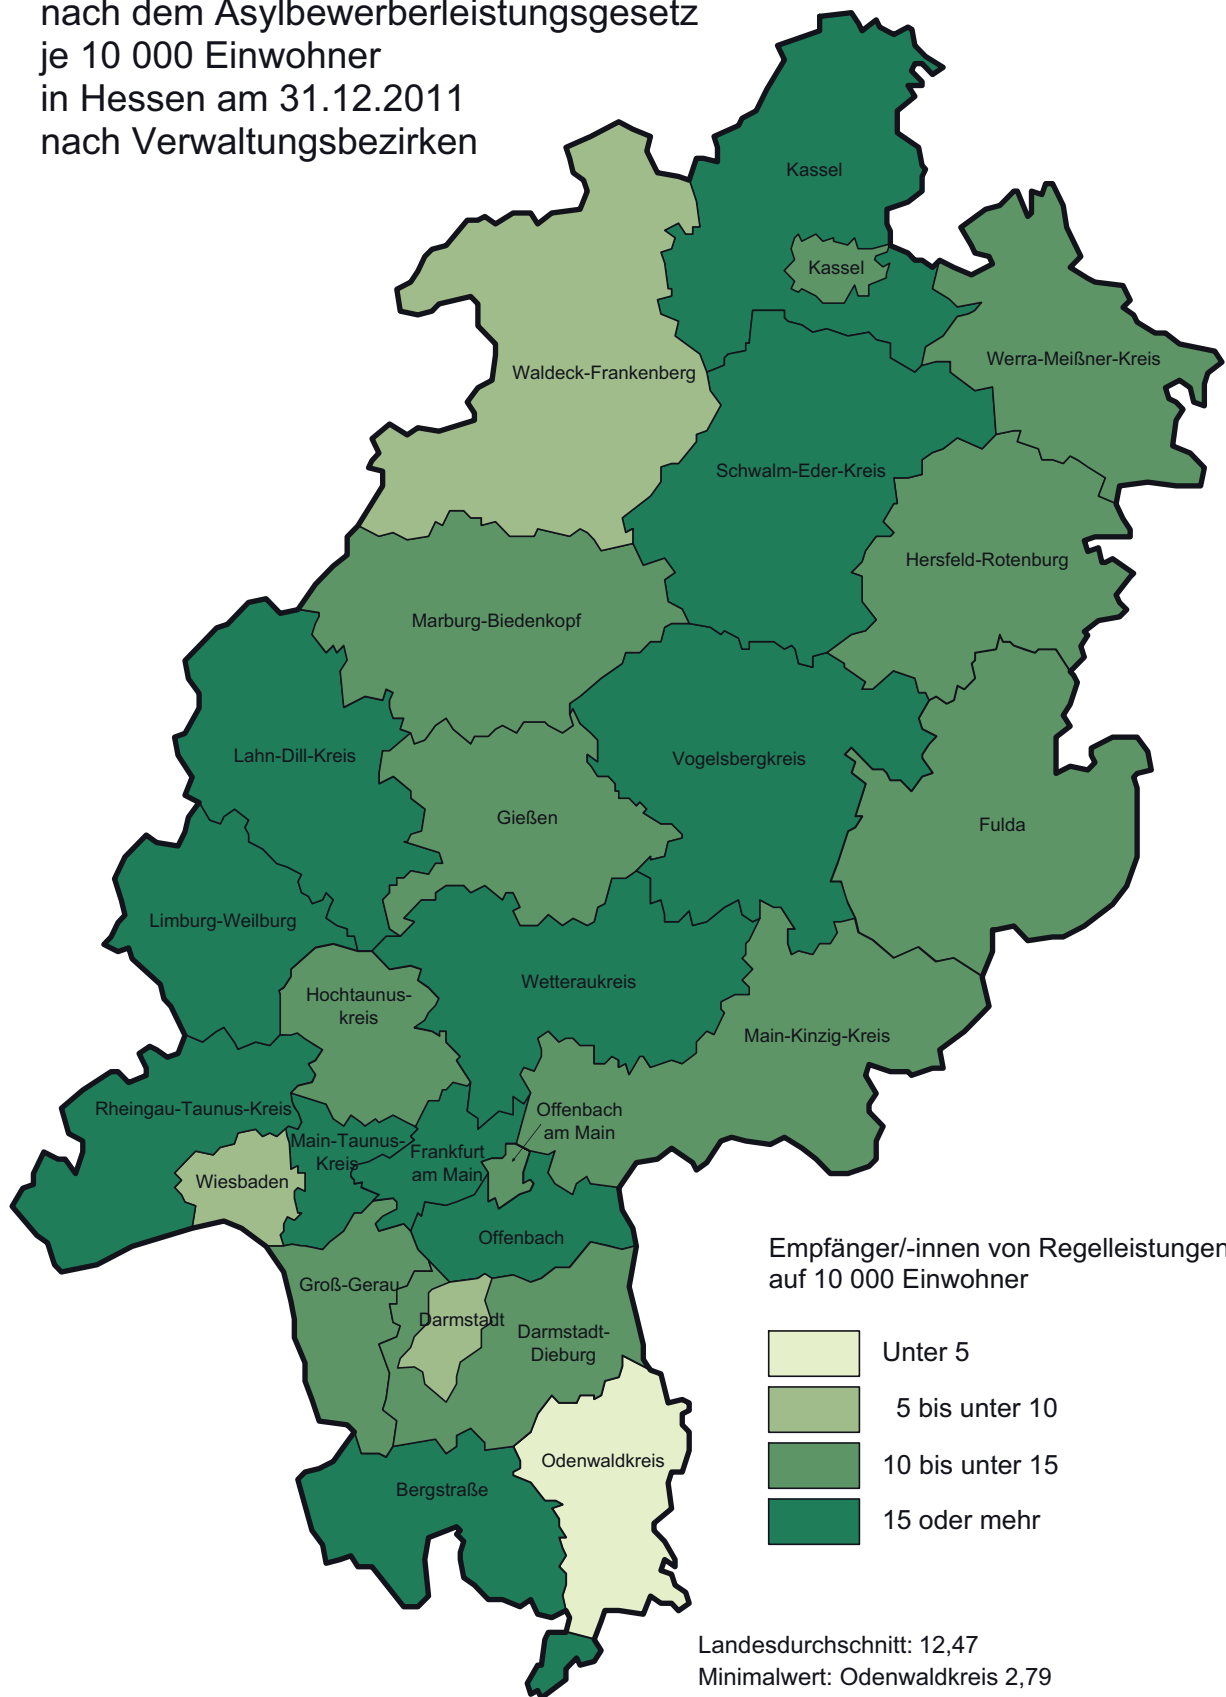 nach dem Asylbewerberleistungsgesetz
je 10 000 Einwohner
in Hessen am 31.12.2011
nach Verwaltungsbezirken
Kassel
Kassel
Werra-Meißner-Kreis
Waldeck-Frankenberg
Schwalm-Eder-Kreis
Hersfeld-Rotenburg
Marburg-Biedenkopf
Lahn-Dill-Kreis
Vogelsbergkreis
Gießen
Fulda
Limburg-Weilburg
Wetteraukreis
Hochtaunus-
kreis
Main-Kinzig-Kreis
Rheingau-Taunus-Kreis
Offenbach
am Main
Main-Taunus-
Kreis
Frankfurt
am Main
Wiesbaden
Offenbach
Groß-Gerau
Darmstadt
Darmstadt-
Dieburg
Odenwaldkreis
Bergstraße
Empfänger/-innen von Regelleistungen
auf 10 000 Einwohner
Unter 5
5 bis unter 10
10 bis unter 15
15 oder mehr
Landesdurchschnitt: 12,47
Minimalwert: Odenwaldkreis 2,79